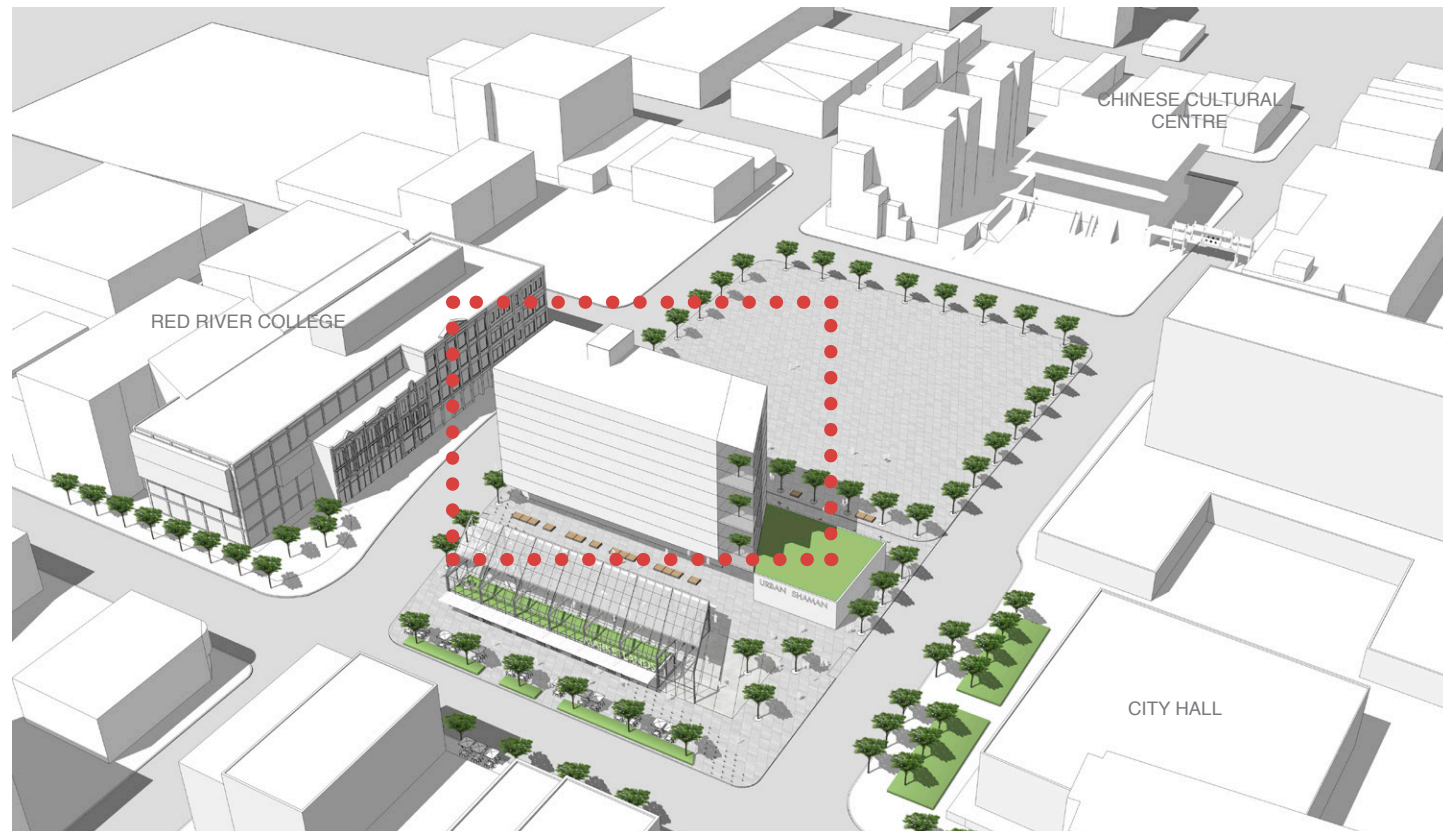 CHINESE CULTURAL
CENTRE
RED RIVER COLLEGE
URBAN SHAMAN
CITY HALL